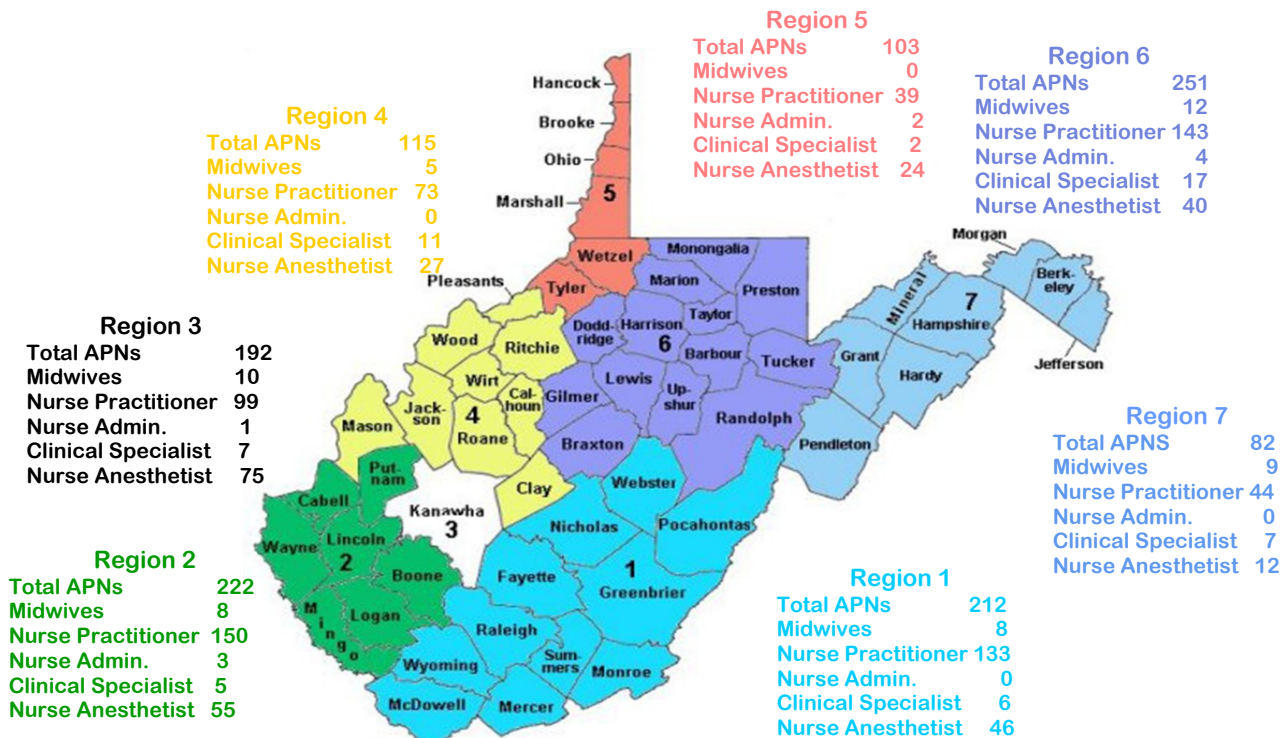 Region 5
Total APNs 103
Midwives 0
Nurse Practitioner 39
Nurse Admin. 2
Clinical Specialist 2
Nurse Anesthetist 24
Region 6
Total APNs 251
Midwives 12
Nurse Practitioner 143
Nurse Admin. 4
Clinical Specialist 17
Nurse Anesthetist 40
Region 4
Total APNs 115
Midwives 5
Nurse Practitioner 73
Nurse Admin. 0
Clinical Specialist 11
Nurse Anesthetist 27
Region 3
Total APNs 192
Midwives 10
Nurse Practitioner 99
Nurse Admin. 1
Clinical Specialist 7
Nurse Anesthetist 75
Region 2
Total APNs 222
Midwives 8
Nurse Practitioner 150
Nurse Admin. 3
Clinical Specialist 5
Nurse Anesthetist 55
Region 7
Total APNS 82
Midwives 9
Nurse Practitioner 44
Nurse Admin. 0
Clinical Specialist 7
Nurse Anesthetist 12
Region 1
Total APNs 212
Midwives 8
Nurse Practitioner 133
Nurse Admin. 0
Clinical Specialist 6
Nurse Anesthetist 46
Hancock
Brooke
Ohio
Marshall
5
Wetzel
Tyler
Pleasants
Wood
Ritchie
Wirt
Cal-
houn
Jack-
son
4
Roane
Mason
Clay
Monongalia
Marion
Preston
Taylor
Dodd-
ridge
Harrison
6
Barbour
Tucker
Lewis
Up-
shur
Gilmer
Randolph
Braxton
Morgan
Berk-
eley
Mineral
7
Hampshire
Jefferson
Grant
Hardy
Pendleton
Put-
nam
Cabell
Kanawha
3
Wayne
Lincoln
2
Boone
Logan
Mingo
Webster
Nicholas
Pocahontas
Fayette
1
Greenbrier
Raleigh
Sum-
mers
Monroe
Wyoming
McDowell
Mercer